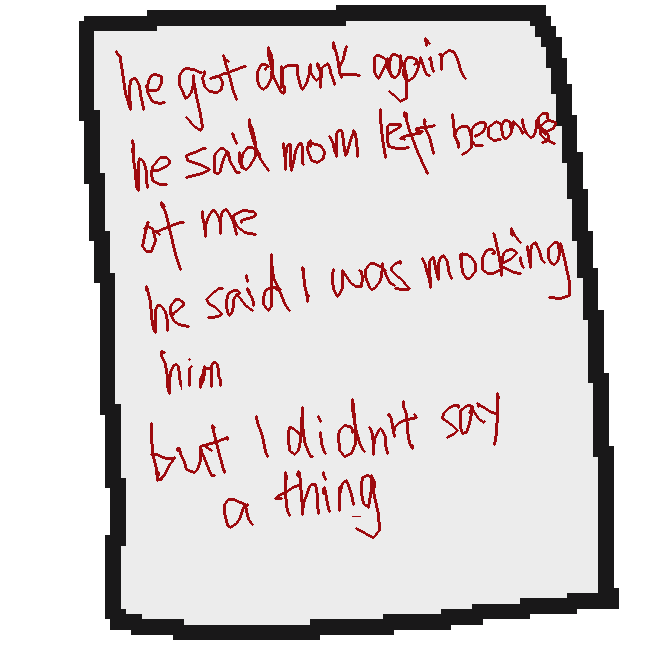 he got drunk again
he said mom left because
of me
he said I was mocking
him
but I didn't say
a thing